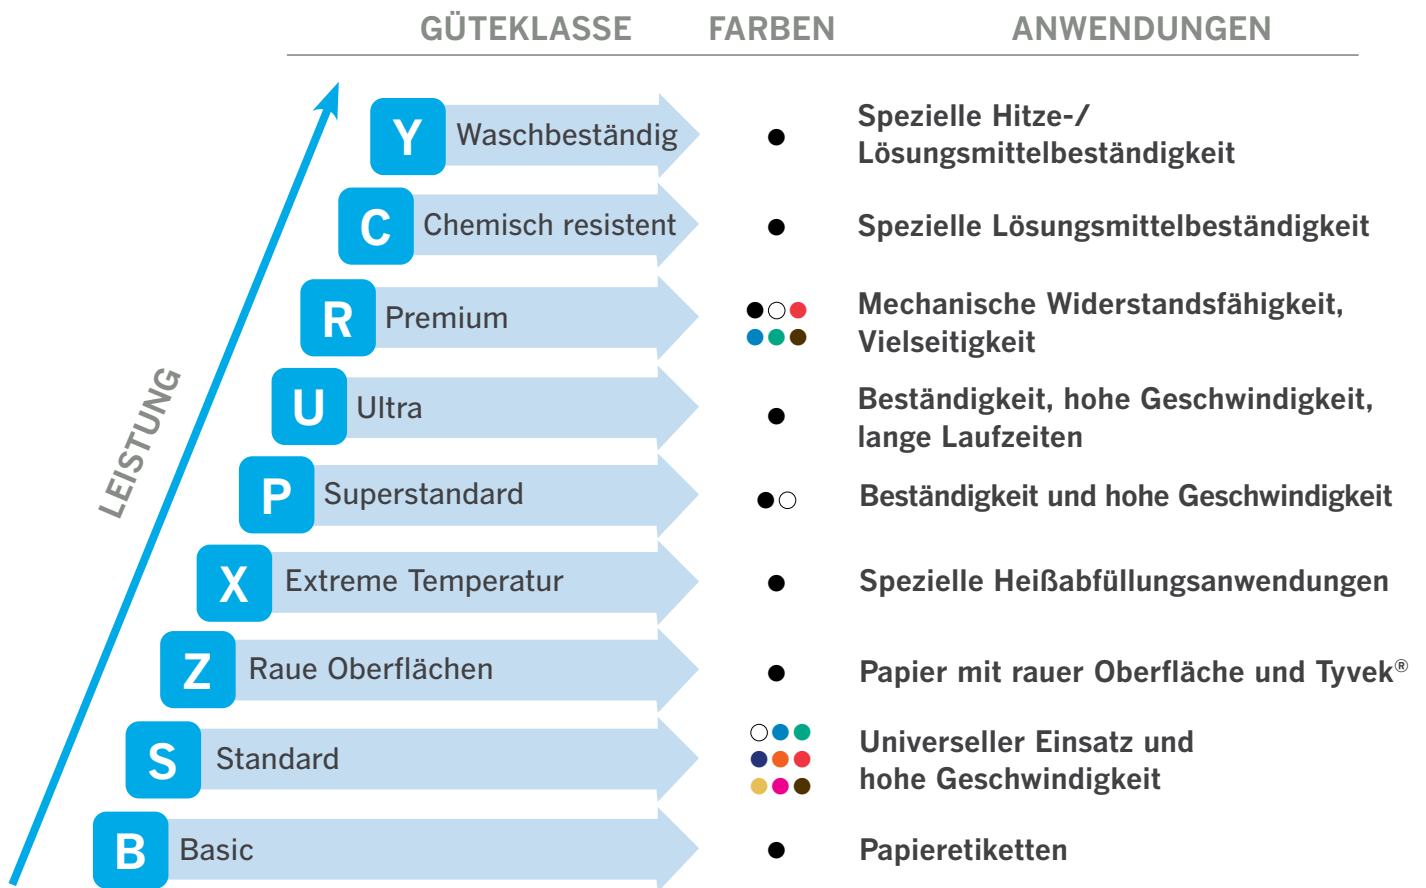 GÜTEKLASSE FARBEN ANWENDUNGEN
Y Waschbeständig Spezielle Hitze-/
Lösungsmittelbeständigkeit
C Chemisch resistent Spezielle Lösungsmittelbeständigkeit
R Premium Mechanische Widerstandsfähigkeit,
Vielseitigkeit
LEISTUNG
U Ultra Beständigkeit, hohe Geschwindigkeit,
lange Laufzeiten
P Superstandard Beständigkeit und hohe Geschwindigkeit
X Extreme Temperatur Spezielle Heißabfüllungsanwendungen
Z Raue Oberflächen Papier mit rauer Oberfläche und Tyvek®
S Standard Universeller Einsatz und
hohe Geschwindigkeit
B Basic Papieretiketten